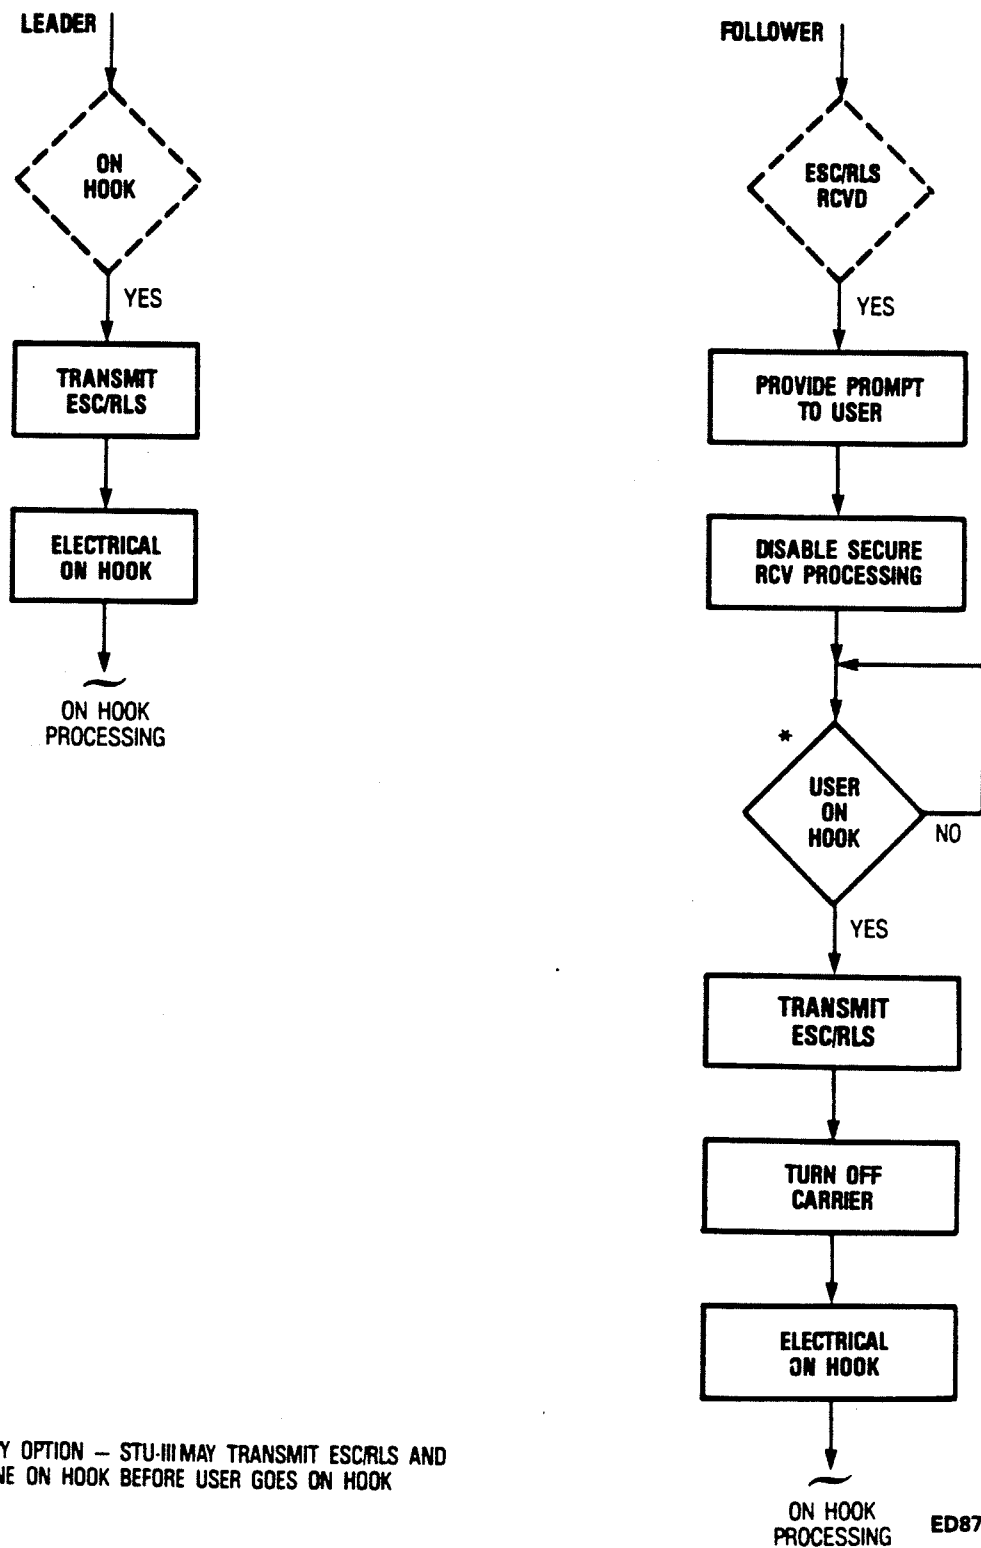 LEADER
ON
HOOK
YES
TRANSMIT
ESC/RLS
ELECTRICAL
ON HOOK
ON HOOK
PROCESSING
FOLLOWER
ESC/RLS
RCVD
YES
PROVIDE PROMPT
TO USER
DISABLE SECURE
RCV PROCESSING
*
USER
ON
HOOK
NO
YES
TRANSMIT
ESC/RLS
TURN OFF
CARRIER
ELECTRICAL
ON HOOK
ON HOOK
PROCESSING
Y OPTION — STU-III MAY TRANSMIT ESC/RLS AND
NE ON HOOK BEFORE USER GOES ON HOOK
ED87